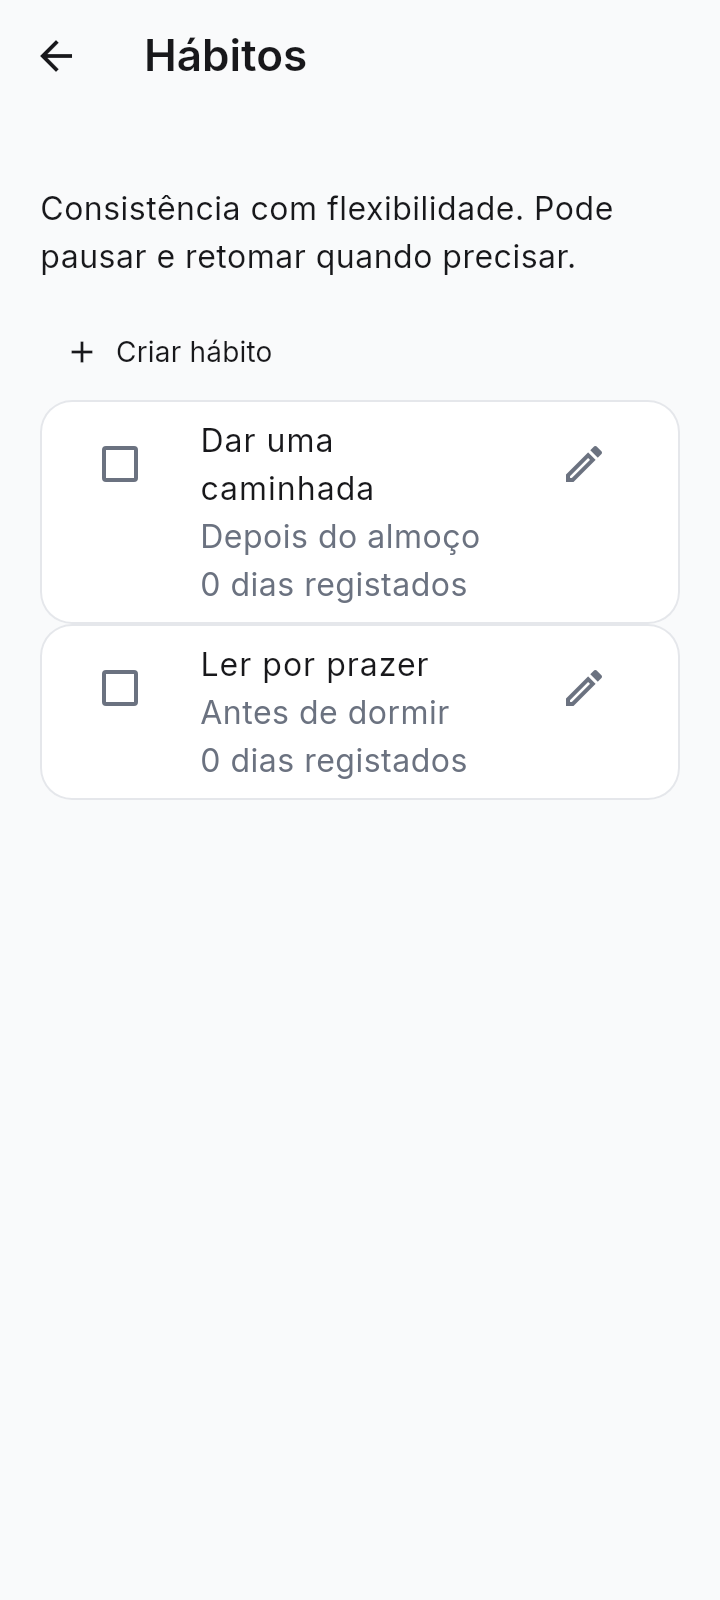 Hábitos
Consistência com flexibilidade. Pode
pausar e retomar quando precisar.
Criar hábito
Dar uma
caminhada
Depois do almoço
0 dias registados
Ler por prazer
Antes de dormir
0 dias registados